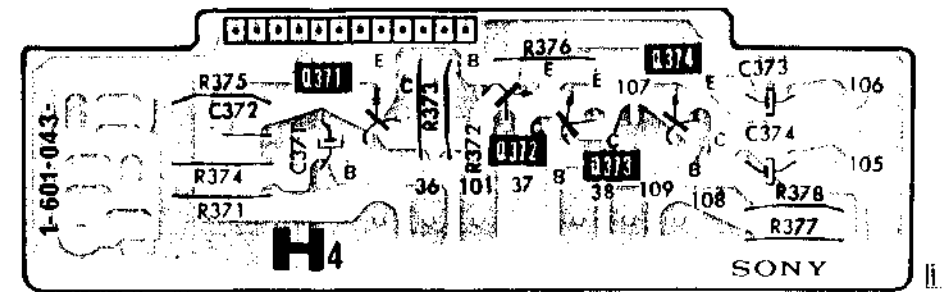 R376
Q374
Q371
E
B
E
C373
R375
C
R373
E
107
E
106
C372
1-601-043-
C371
R372
C
Q372
C
C374
C
Q373
B
105
R374
B
B
36
101
37
38
109
108
R378
R371
R377
H4
SONY